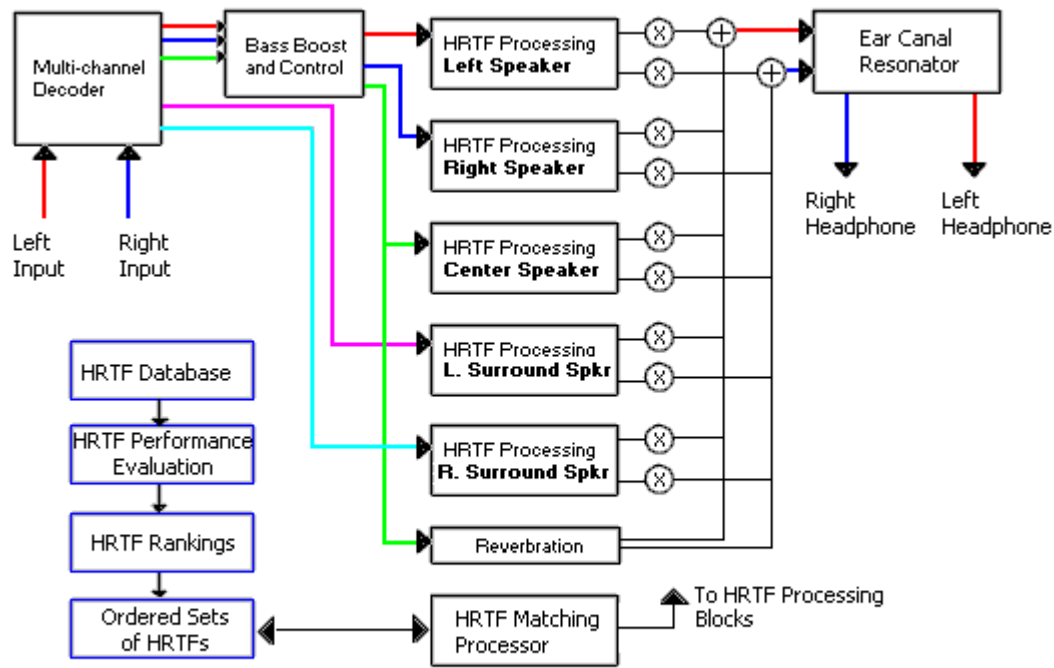 Multi-channel
Decoder
Bass Boost
and Control
HRTF Processing
Left Speaker
X
X
+
+
Ear Canal
Resonator
HRTF Processing
Right Speaker
X
X
Left
Input
Right
Input
Right
Headphone
Left
Headphone
HRTF Processing
Center Speaker
X
X
HRTF Processing
L. Surround Spkr
X
X
HRTF Processing
R. Surround Spkr
X
X
Reverbration
HRTF Database
HRTF Performance
Evaluation
HRTF Rankings
Ordered Sets
of HRTFs
HRTF Matching
Processor
To HRTF Processing
Blocks